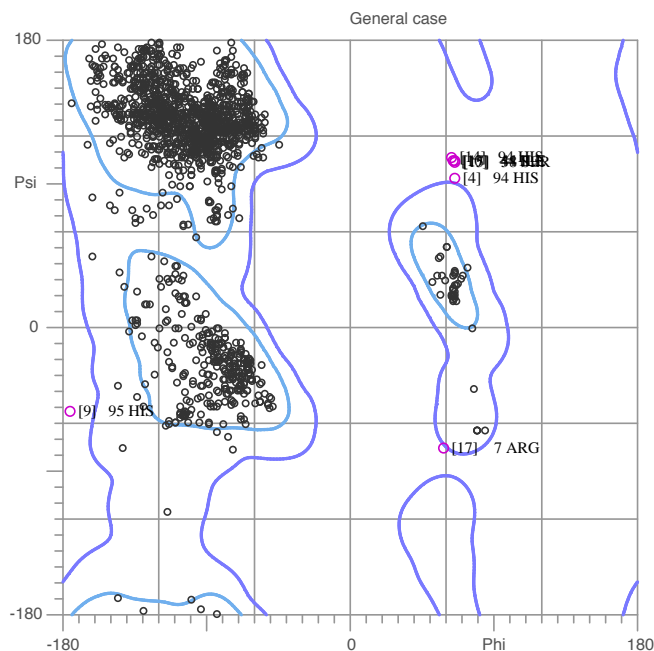 General case
180
[14] 94 HIS
Psi
[4] 94 HIS
0
[9] 95 HIS
[17] 7 ARG
-180
-180
0
Phi
180